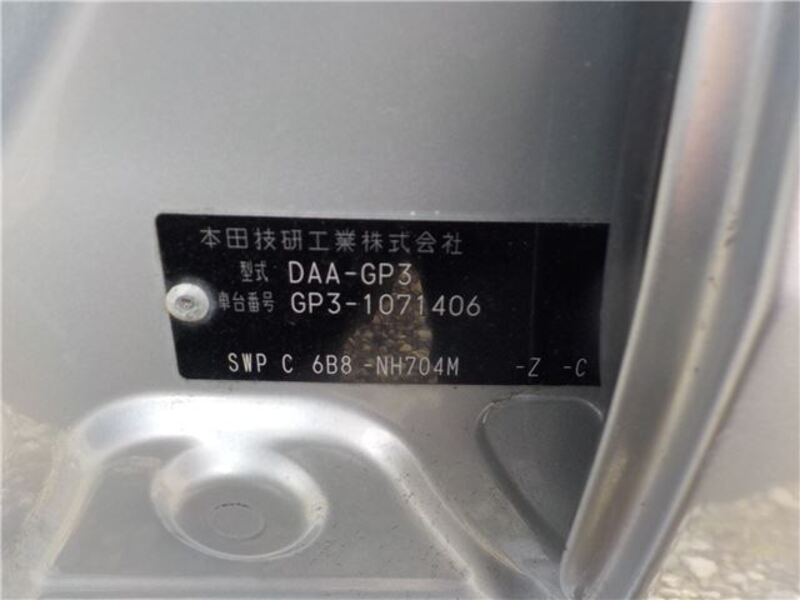 本田技研工業株式会社
型式 DAA-GP3
車台番号 GP3-1071406
SWP C 6B8 -NH704M -Z -C